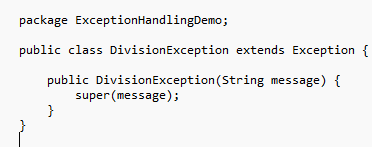 package ExceptionHandlingDemo;
public class DivisionException extends Exception {
public DivisionException(String message) {
super(message);
}
}